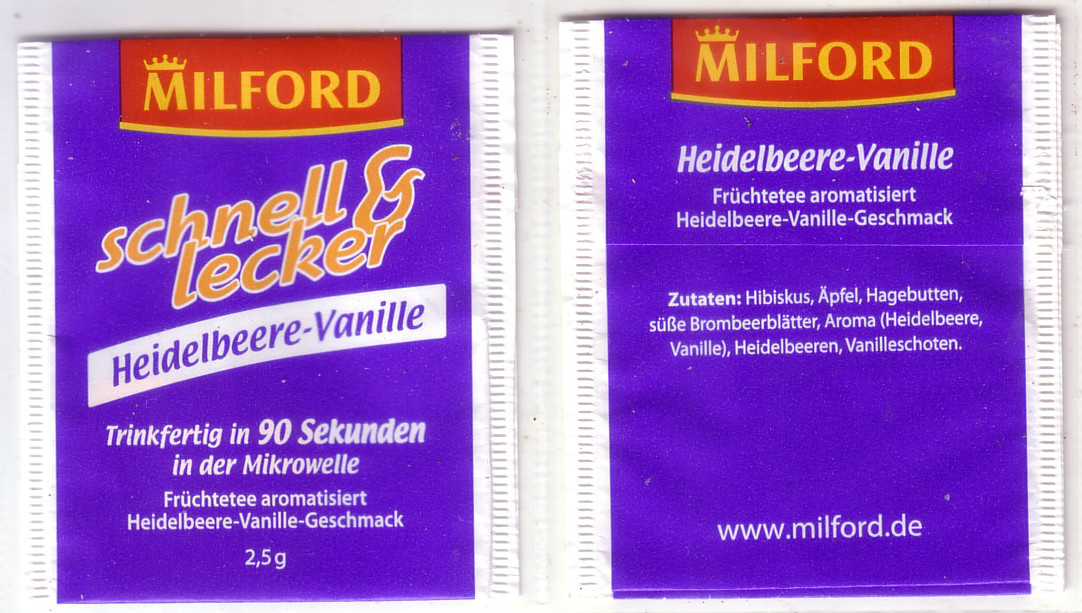 MILFORD
schnell &
lecker
Heidelbeere-Vanille
Trinkfertig in 90 Sekunden
in der Mikrowelle
Früchtetee aromatisiert
Heidelbeere-Vanille-Geschmack
2,5 g
MILFORD
Heidelbeere-Vanille
Früchtetee aromatisiert
Heidelbeere-Vanille-Geschmack
Zutaten: Hibiskus, Äpfel, Hagebutten,
süße Brombeerblätter, Aroma (Heidelbeere,
Vanille), Heidelbeeren, Vanilleschoten.
www.milford.de